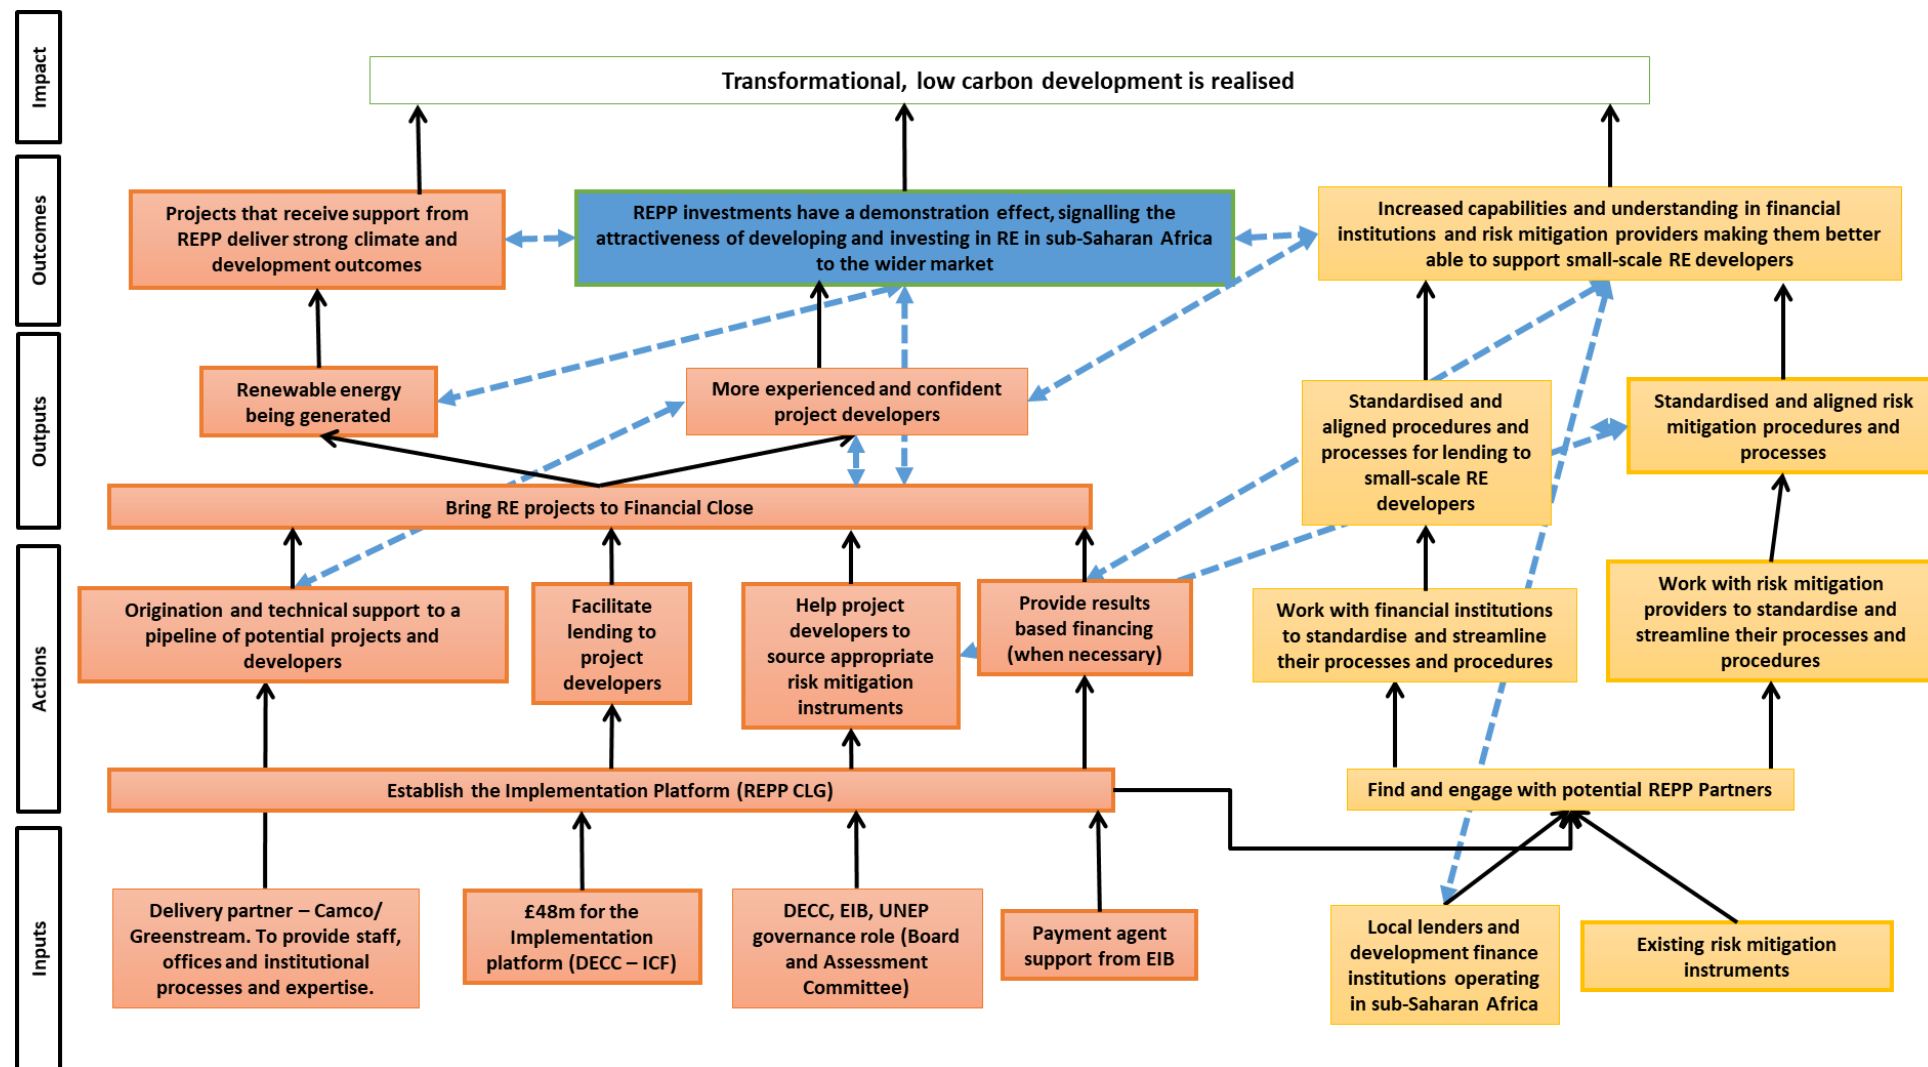 Impact
Transformational, low carbon development is realised
Outcomes
Projects that receive support from
REPP deliver strong climate and
development outcomes
REPP investments have a demonstration effect, signalling the
attractiveness of developing and investing in RE in sub-Saharan Africa
to the wider market
Increased capabilities and understanding in financial
institutions and risk mitigation providers making them better
able to support small-scale RE developers
Outputs
Renewable energy
being generated
More experienced and confident
project developers
Standardised and
aligned procedures and
processes for lending to
small-scale RE
developers
Standardised and aligned risk
mitigation procedures and
processes
Bring RE projects to Financial Close
Actions
Origination and technical support to a
pipeline of potential projects and
developers
Facilitate
lending to
project
developers
Help project
developers to
source appropriate
risk mitigation
instruments
Provide results
based financing
(when necessary)
Work with financial institutions
to standardise and streamline
their processes and procedures
Work with risk mitigation
providers to standardise and
streamline their processes and
procedures
Establish the Implementation Platform (REPP CLG)
Find and engage with potential REPP Partners
Inputs
Delivery partner – Camco/
Greenstream. To provide staff,
offices and institutional
processes and expertise.
£48m for the
Implementation
platform (DECC – ICF)
DECC, EIB, UNEP
governance role (Board
and Assessment
Committee)
Payment agent
support from EIB
Local lenders and
development finance
institutions operating
in sub-Saharan Africa
Existing risk mitigation
instruments